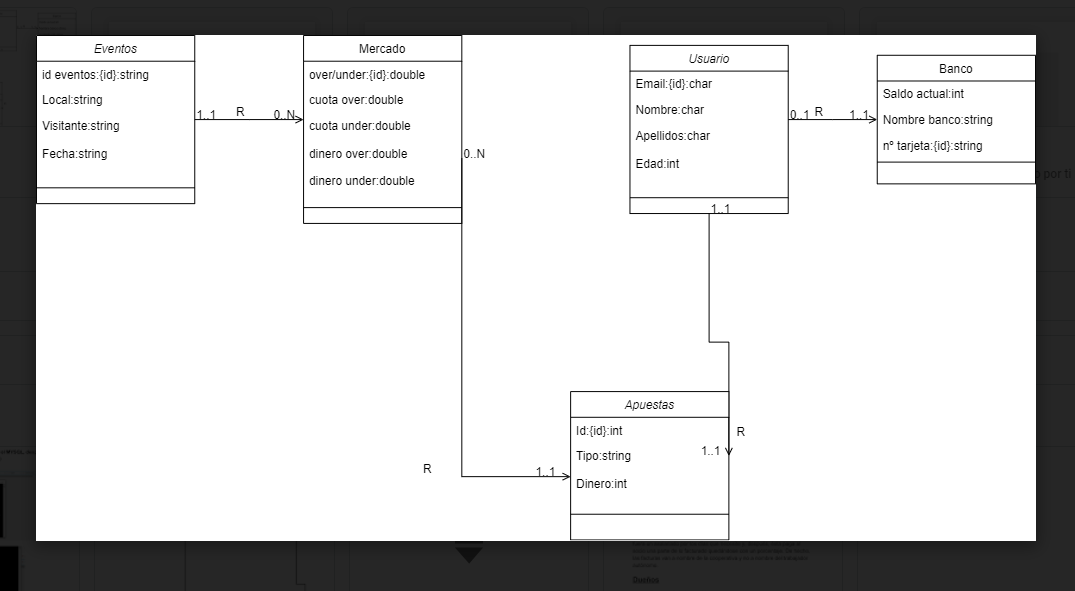 Eventos
id eventos:{id}:string
Local:string
Visitante:string
Fecha:string
1..1
R
0..N
Mercado
over/under:{id}:double
cuota over:double
cuota under:double
dinero over:double
dinero under:double
0..N
Usuario
Email:{id}:char
Nombre:char
Apellidos:char
Edad:int
1..1
0..1
R
1..1
Banco
Saldo actual:int
Nombre banco:string
nº tarjeta:{id}:string
o por ti
Apuestas
Id:{id}:int
Tipo:string
Dinero:int
R
1..1
R
1..1